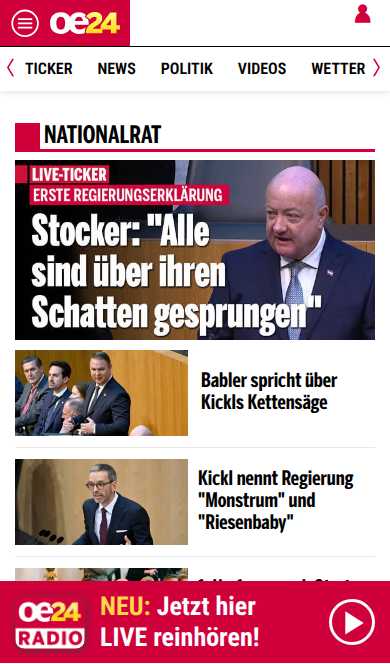 oe24
TICKER NEWS POLITIK VIDEOS WETTER
NATIONALRAT
LIVE-TICKER
ERSTE REGIERUNGSERKLÄRUNG
Stocker: "Alle
sind über ihren
Schatten gesprungen"
Babler spricht über
Kickls Kettensäge
Kickl nennt Regierung
"Monstrum" und
"Riesenbaby"
oe24
RADIO
NEU: Jetzt hier
LIVE reinhören!